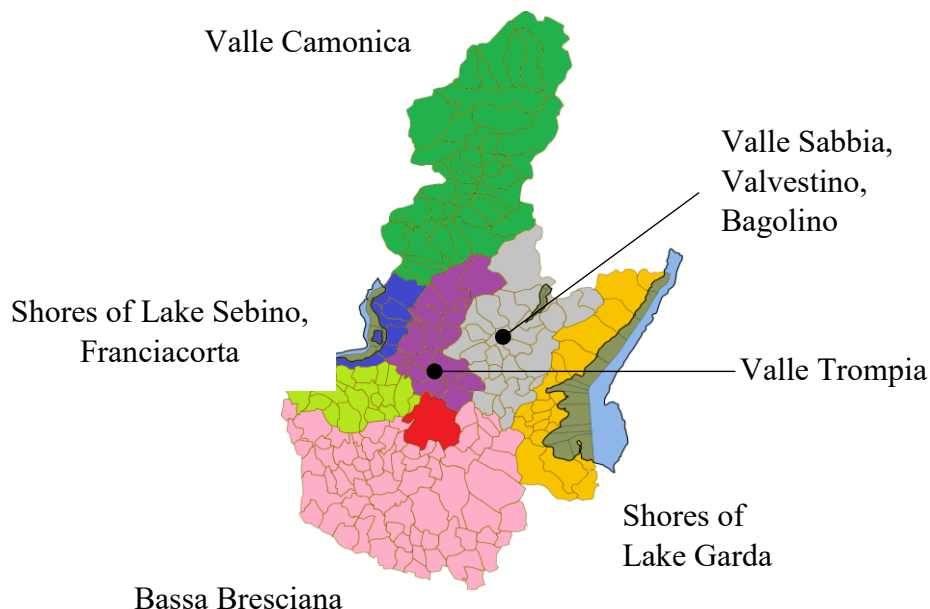 Valle Camonica
Valle Sabbia,
Valvestino,
Bagolino
Shores of Lake Sebino,
Franciacorta
Valle Trompia
Shores of
Lake Garda
Bassa Bresciana